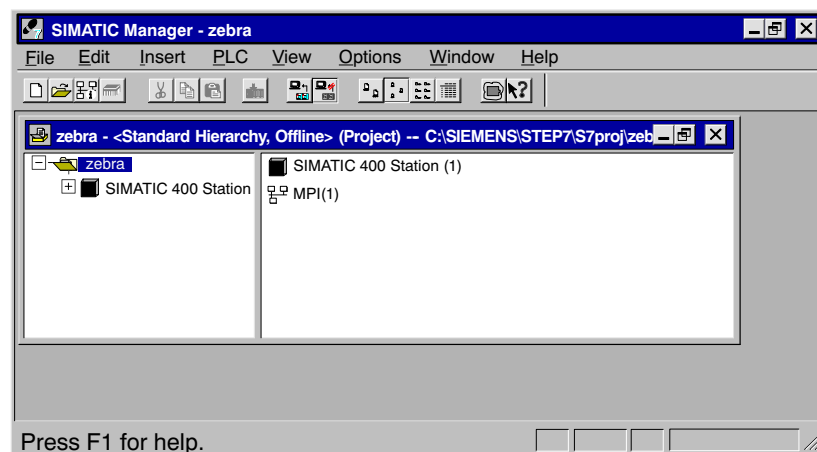 SIMATIC Manager - zebra
File Edit Insert PLC View Options Window Help
zebra - <Standard Hierarchy, Offline> (Project) -- C:\SIEMENS\STEP7\S7proj\zeb
zebra
SIMATIC 400 Station
SIMATIC 400 Station (1)
MPI(1)
Press F1 for help.